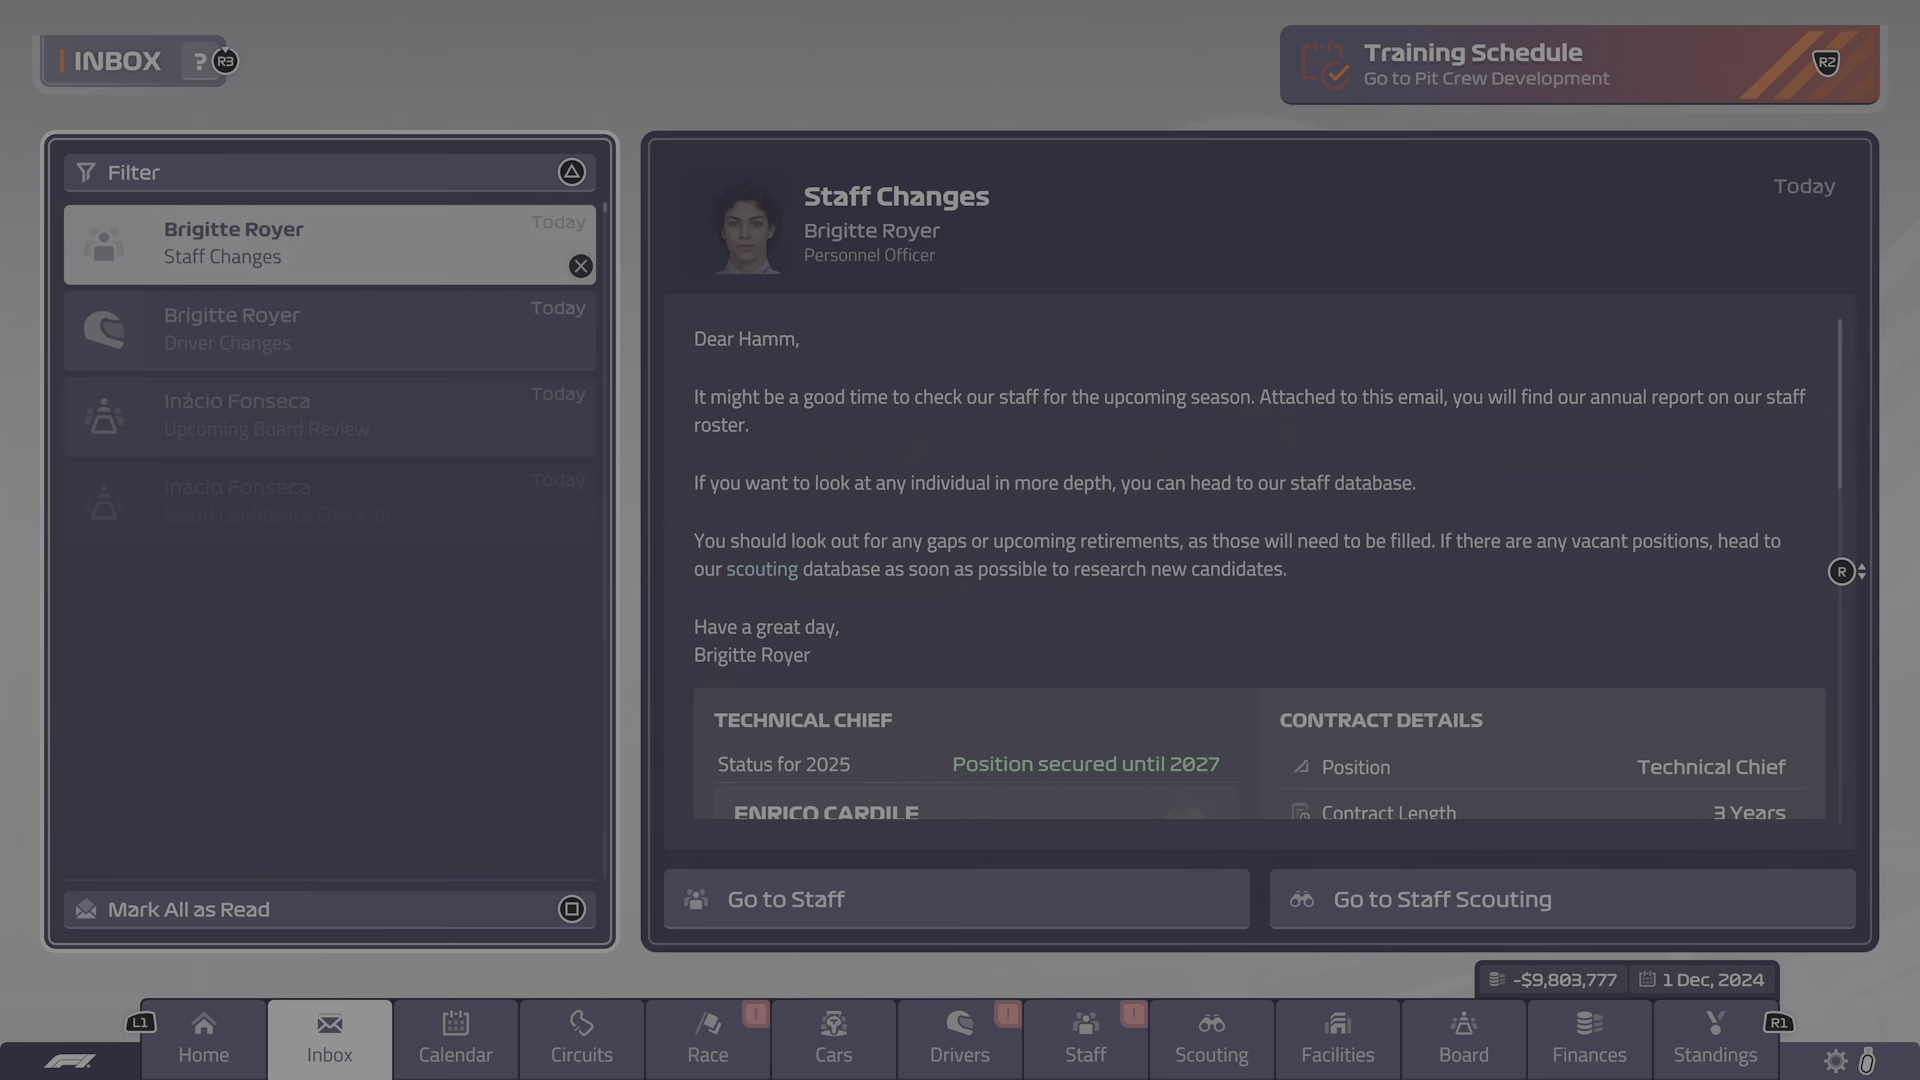 INBOX
?
R3
Training Schedule
Go to Pit Crew Development
R2
Filter
Brigitte Royer
Today
Staff Changes
Brigitte Royer
Today
Driver Changes
Inácio Fonseca
Today
Upcoming Board Review
Inácio Fonseca
Today
Board Confidence Check-In
Mark All as Read
Staff Changes
Today
Brigitte Royer
Personnel Officer
Dear Hamm,
It might be a good time to check our staff for the upcoming season. Attached to this email, you will find our annual report on our staff
roster.
If you want to look at any individual in more depth, you can head to our staff database.
You should look out for any gaps or upcoming retirements, as those will need to be filled. If there are any vacant positions, head to
our scouting database as soon as possible to research new candidates.
R
Have a great day,
Brigitte Royer
TECHNICAL CHIEF
Status for 2025
Position secured until 2027
ENRICO CARDILE
CONTRACT DETAILS
Position
Technical Chief
Contract Length
3 Years
Go to Staff
Go to Staff Scouting
-$9,803,777
1 Dec, 2024
L1
Home
Inbox
Calendar
Circuits
Race
!
Cars
Drivers
!
Staff
!
Scouting
Facilities
Board
Finances
Standings
R1
F1